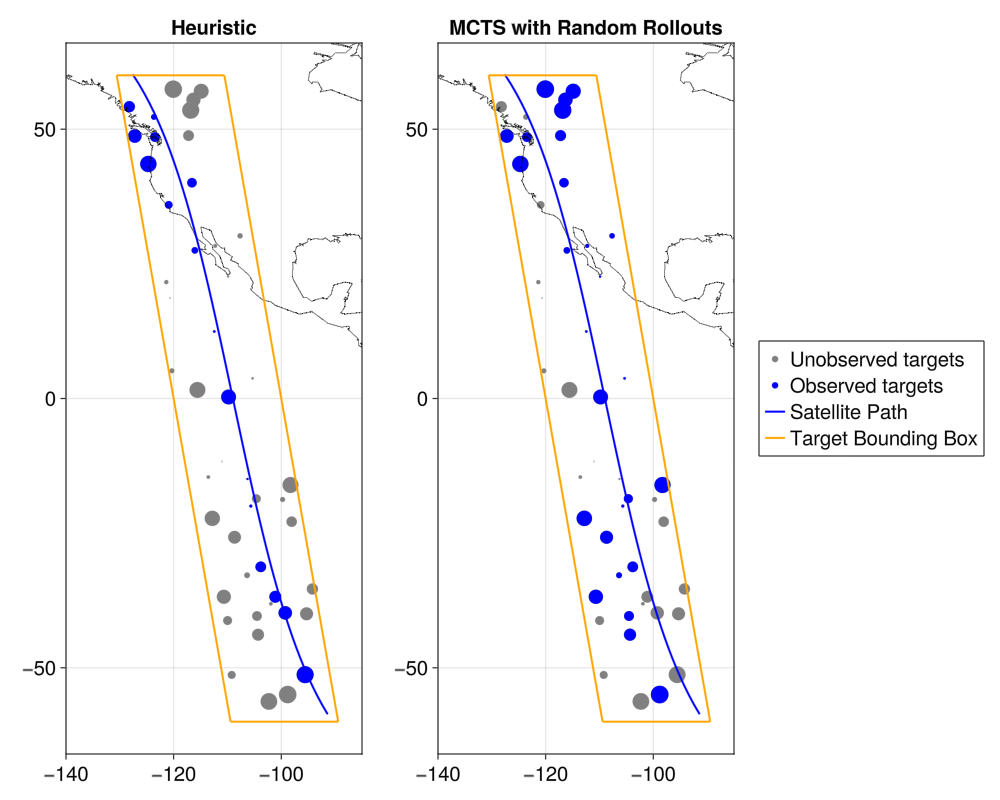 Heuristic
MCTS with Random Rollouts
50
0
−50
−140
−120
−100
50
0
−50
−140
−120
−100
Unobserved targets
Observed targets
Satellite Path
Target Bounding Box